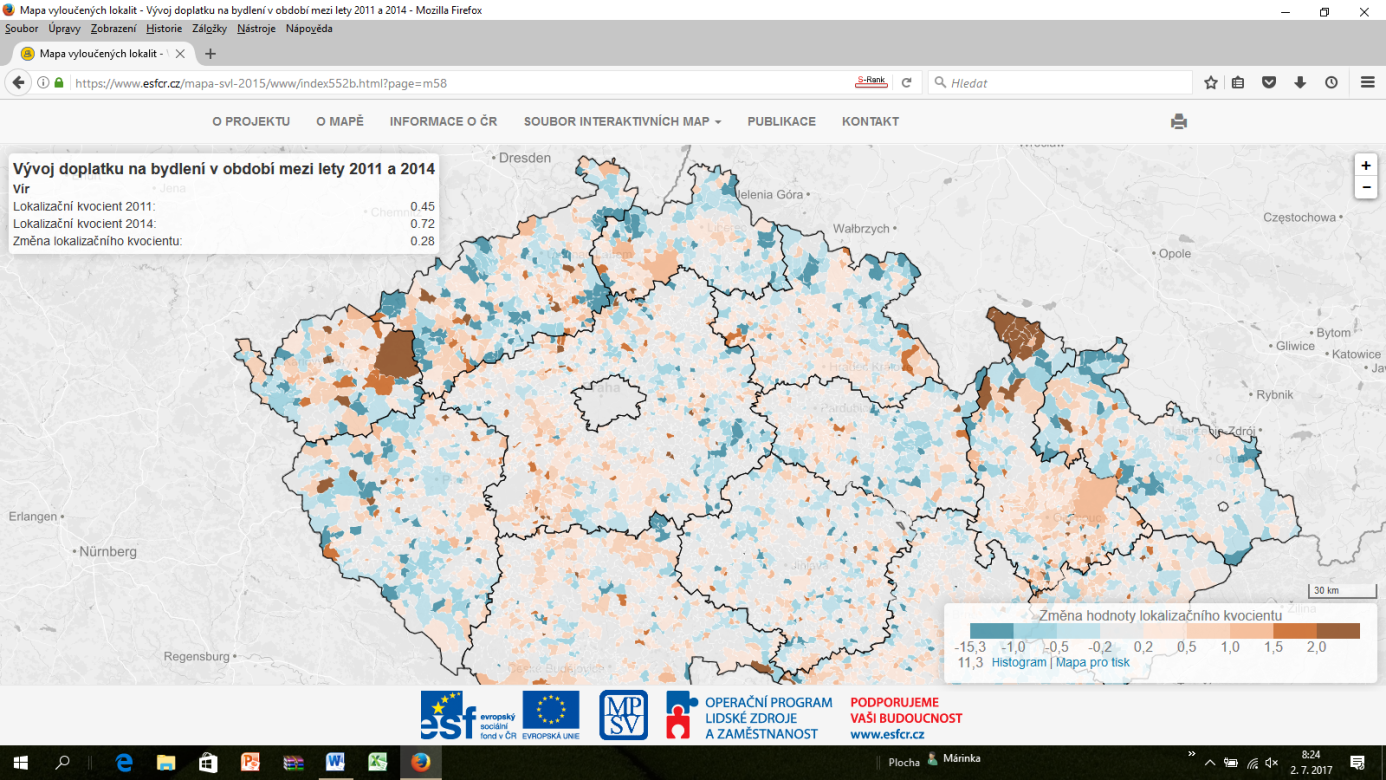 Mapa vyloučených lokalit - Vývoj doplatku na bydlení v období mezi lety 2011 a 2014 - Mozilla Firefox
Soubor Úpravy Zobrazení Historie Záložky Nástroje Nápověda
Mapa vyloučených lokalit -
https://www.esfcr.cz/mapa-svl-2015/www/index552b.html?page=m58 S-Rank Hledat
O PROJEKTU O MAPĚ INFORMACE O ČR SOUBOR INTERAKTIVNÍCH MAP PUBLIKACE KONTAKT
Vývoj doplatku na bydlení v období mezi lety 2011 a 2014
Vír
Lokalizační kvocient 2011: 0.45
Lokalizační kvocient 2014: 0.72
Změna lokalizačního kvocientu: 0.28
Dresden
Jena
Jelenia Góra
Wałbrzych
Częstochowa
Opole
Bytom
Gliwice
Katowice
Rybnik
Erlangen
Nürnberg
Regensburg
+
−
30 km
Změna hodnoty lokalizačního kvocientu
-15,3 -1,0 -0,5 -0,2 0,2 0,5 1,0 1,5 2,0
11,3 Histogram | Mapa pro tisk
esf evropský sociální fond v ČR EVROPSKÁ UNIE
MPSV
OPERAČNÍ PROGRAM
LIDSKÉ ZDROJE
A ZAMĚSTNANOST
PODPORUJEME
VAŠI BUDOUCNOST
www.esfcr.cz
Plocha Márinka
8:24
2. 7. 2017